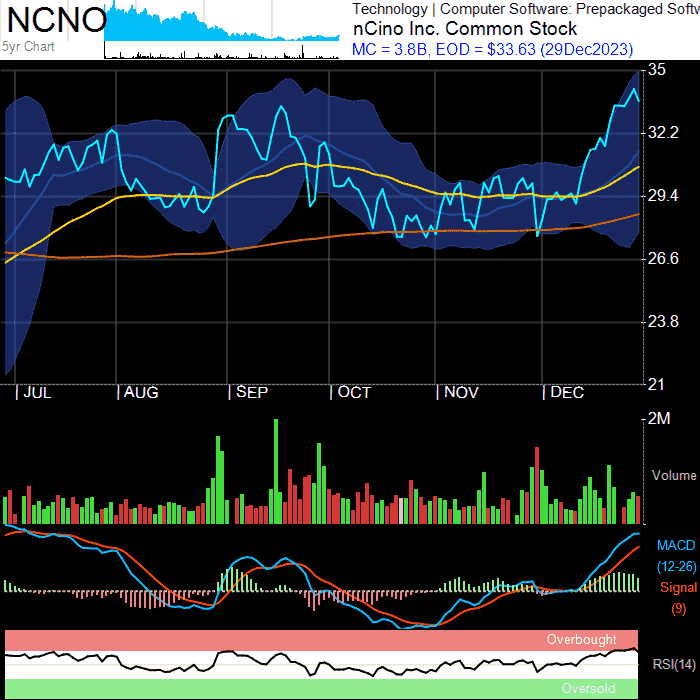 NCNO
5yr Chart
Technology | Computer Software: Prepackaged Softw
nCino Inc. Common Stock
MC = 3.8B, EOD = $33.63 (29Dec2023)
35
32.2
29.4
26.6
23.8
21
| JUL | AUG | SEP | OCT | NOV | DEC
2M
Volume
MACD
(12-26)
Signal
(9)
Overbought
RSI(14)
Oversold